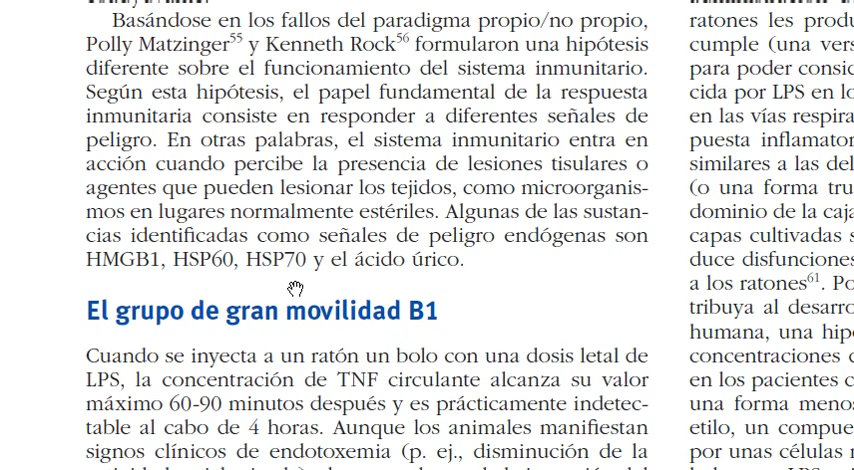 Basándose en los fallos del paradigma propio/no propio,
Polly Matzinger55 y Kenneth Rock56 formularon una hipótesis
diferente sobre el funcionamiento del sistema inmunitario.
Según esta hipótesis, el papel fundamental de la respuesta
inmunitaria consiste en responder a diferentes señales de
peligro. En otras palabras, el sistema inmunitario entra en
acción cuando percibe la presencia de lesiones tisulares o
agentes que pueden lesionar los tejidos, como microorganis-
mos en lugares normalmente estériles. Algunas de las sustan-
cias identificadas como señales de peligro endógenas son
HMGB1, HSP60, HSP70 y el ácido úrico.
El grupo de gran movilidad B1
Cuando se inyecta a un ratón un bolo con una dosis letal de
LPS, la concentración de TNF circulante alcanza su valor
máximo 60-90 minutos después y es prácticamente indetec-
table al cabo de 4 horas. Aunque los animales manifiestan
signos clínicos de endotoxemia (p. ej., disminución de la
ratones les produ
cumple (una vers
para poder consid
cida por LPS en lo
en las vías respira
puesta inflamator
similares a las del
(o una forma tru
dominio de la caja
capas cultivadas s
duce disfunciones
a los ratones61. Po
tribuya al desarro
humana, una hip
concentraciones d
en los pacientes c
una forma menos
etilo, un compue
por unas células